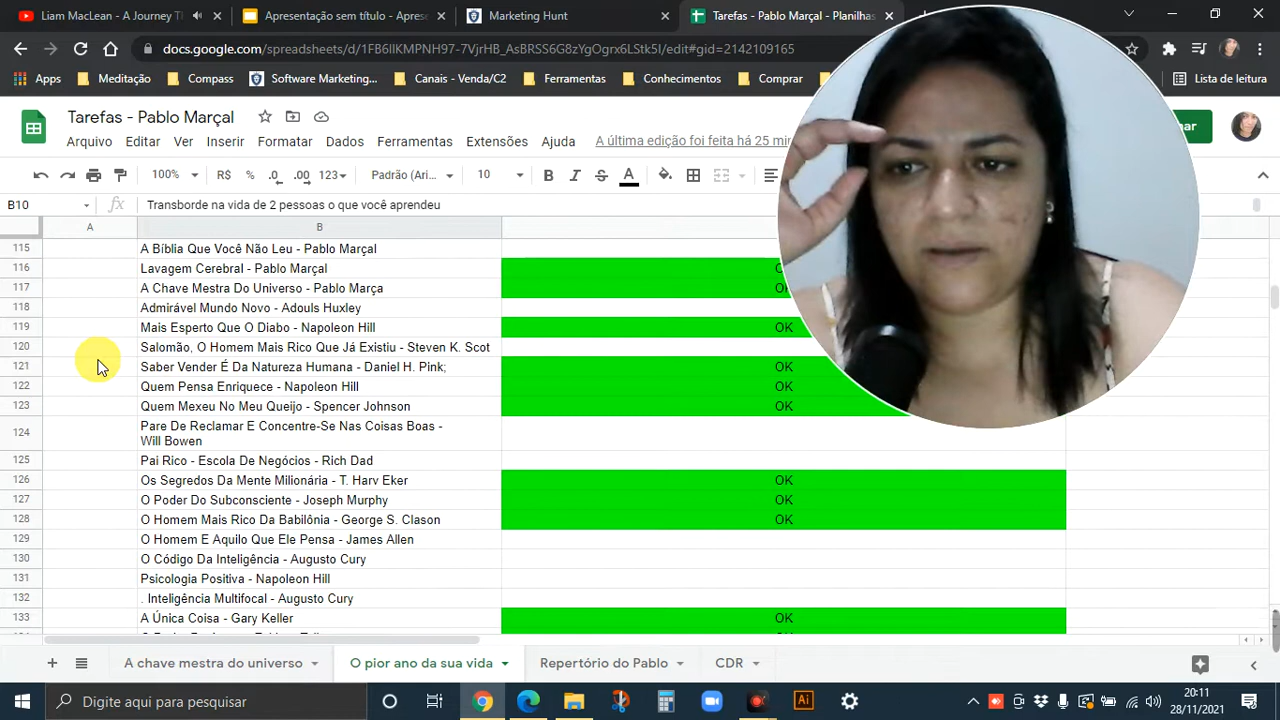 Liam MacLean - A Journey T
Apresentação sem título - Aprese
Marketing Hunt
Tarefas - Pablo Marçal - Planilhas
docs.google.com/spreadsheets/d/1FB6lIKMPNH97-7VjrHB_AsBRSS6G8zYgOgrx6LStk5I/edit#gid=2142109165
Apps
Meditação
Compass
Software Marketing...
Canais - Venda/C2
Ferramentas
Conhecimentos
Comprar
Lista de leitura
Tarefas - Pablo Marçal
Arquivo Editar Ver Inserir Formatar Dados Ferramentas Extensões Ajuda A última edição foi feita há 25 min
100% R$ % .0 .00 123 Padrão (Ari... 10 B I S A
B10 fx Transborde na vida de 2 pessoas o que você aprendeu
A B
115 A Bíblia Que Você Não Leu - Pablo Marçal
116 Lavagem Cerebral - Pablo Marçal
117 A Chave Mestra Do Universo - Pablo Marça
118 Admirável Mundo Novo - Adouls Huxley
119 Mais Esperto Que O Diabo - Napoleon Hill OK
120 Salomão, O Homem Mais Rico Que Já Existiu - Steven K. Scot
121 Saber Vender É Da Natureza Humana - Daniel H. Pink; OK
122 Quem Pensa Enriquece - Napoleon Hill OK
123 Quem Mexeu No Meu Queijo - Spencer Johnson OK
124 Pare De Reclamar E Concentre-Se Nas Coisas Boas -
Will Bowen
125 Pai Rico - Escola De Negócios - Rich Dad
126 Os Segredos Da Mente Milionária - T. Harv Eker OK
127 O Poder Do Subconsciente - Joseph Murphy OK
128 O Homem Mais Rico Da Babilônia - George S. Clason OK
129 O Homem E Aquilo Que Ele Pensa - James Allen
130 O Código Da Inteligência - Augusto Cury
131 Psicologia Positiva - Napoleon Hill
132 . Inteligência Multifocal - Augusto Cury
133 A Única Coisa - Gary Keller OK
A chave mestra do universo
O pior ano da sua vida
Repertório do Pablo
CDR
Digite aqui para pesquisar
Ai
20:11
28/11/2021